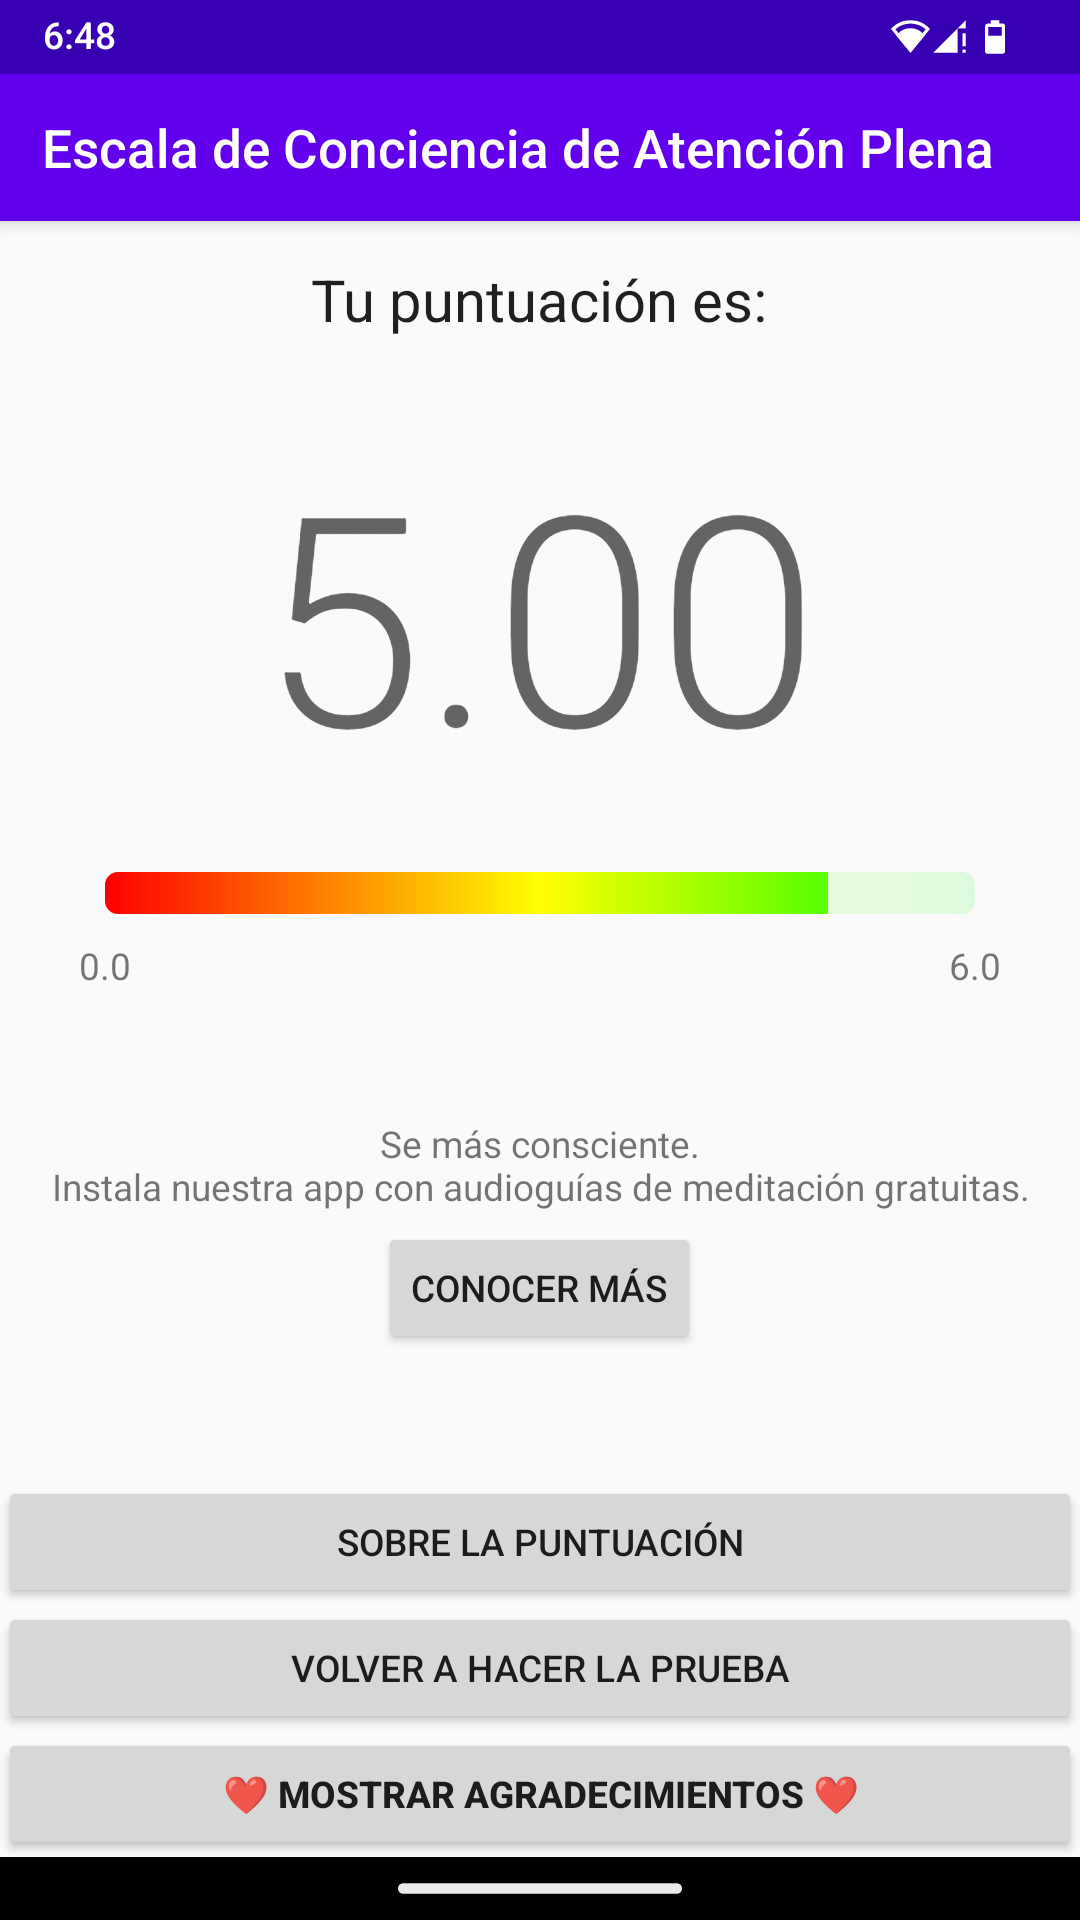 6:48
Escala de Conciencia de Atención Plena
Tu puntuación es:
5.00
0.0 6.0
Se más consciente.
Instala nuestra app con audioguías de meditación gratuitas.
CONOCER MÁS
SOBRE LA PUNTUACIÓN
VOLVER A HACER LA PRUEBA
❤️ MOSTRAR AGRADECIMIENTOS ❤️